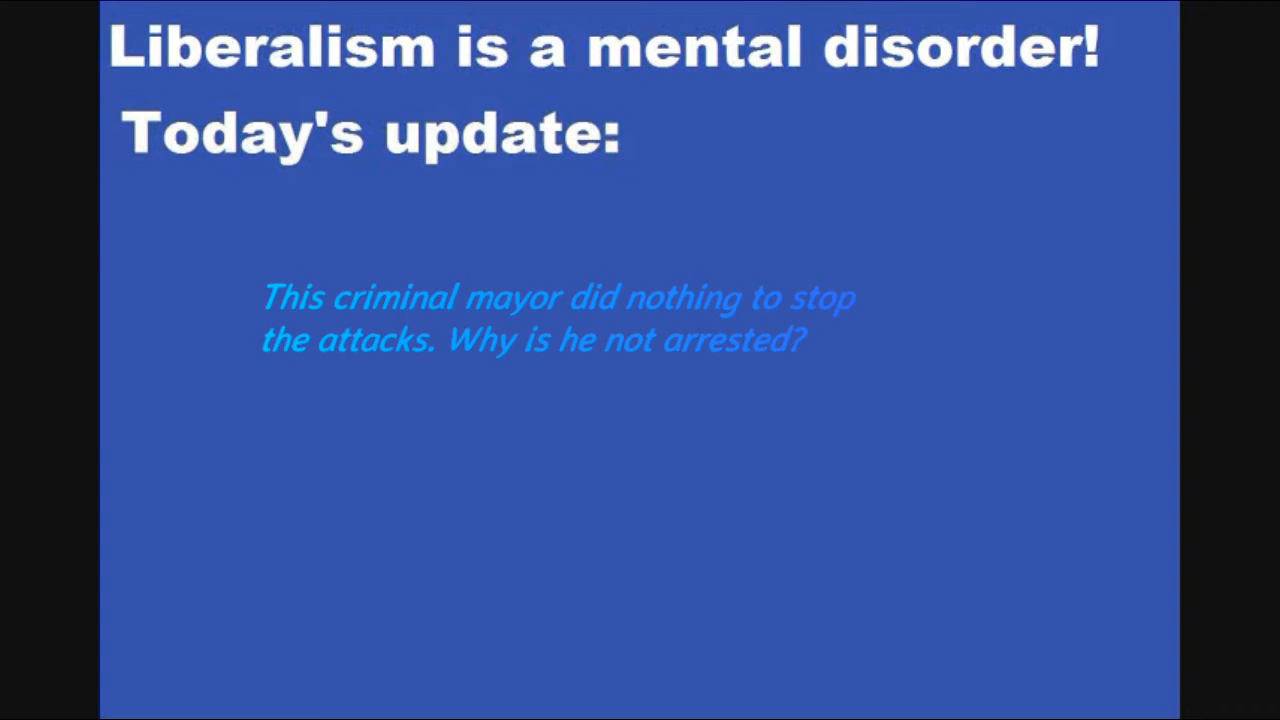 Liberalism is a mental disorder!
Today's update:
This criminal mayor did nothing to stop
the attacks. Why is he not arrested?